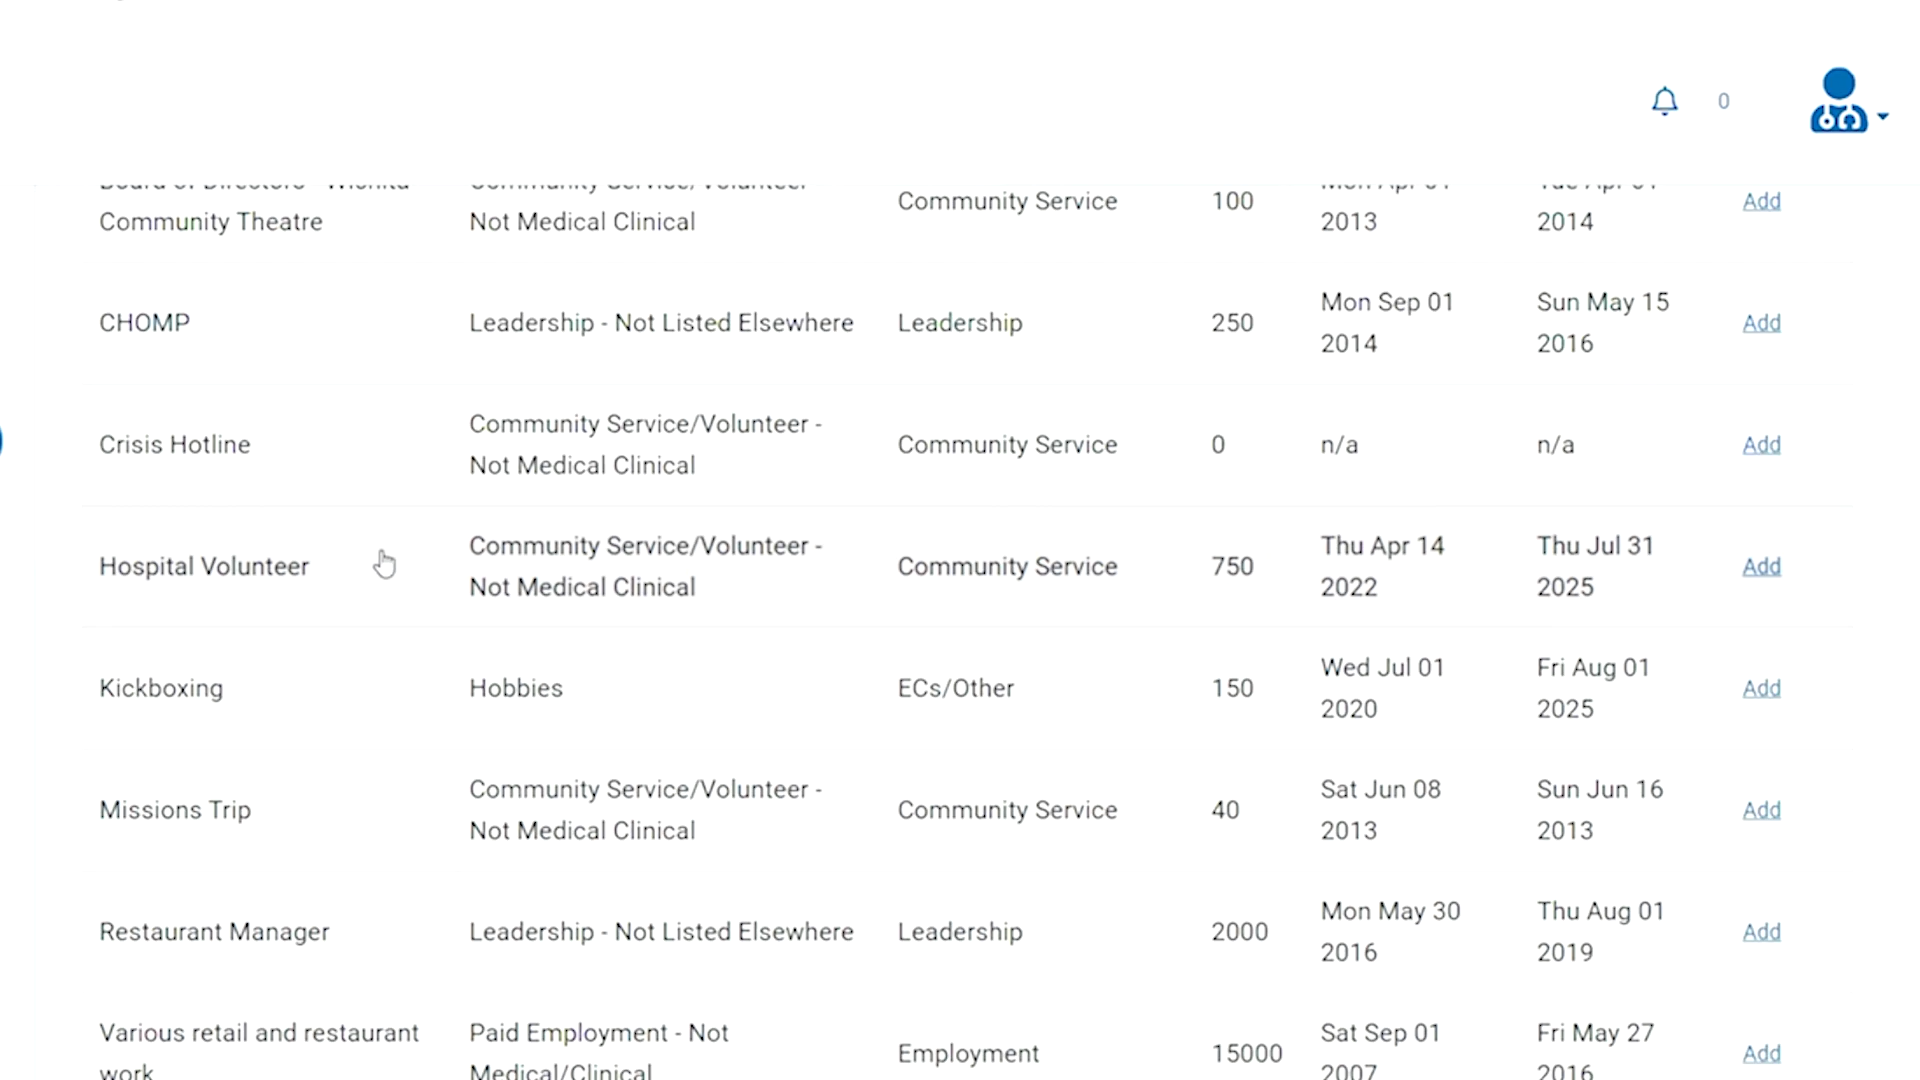 0
Community Service/Volunteer -
Community Theatre
Not Medical Clinical
Community Service
100
2013
2014
Add
CHOMP
Leadership - Not Listed Elsewhere
Leadership
250
Mon Sep 01
2014
Sun May 15
2016
Add
Crisis Hotline
Community Service/Volunteer -
Not Medical Clinical
Community Service
0
n/a
n/a
Add
Hospital Volunteer
Community Service/Volunteer -
Not Medical Clinical
Community Service
750
Thu Apr 14
2022
Thu Jul 31
2025
Add
Kickboxing
Hobbies
ECs/Other
150
Wed Jul 01
2020
Fri Aug 01
2025
Add
Missions Trip
Community Service/Volunteer -
Not Medical Clinical
Community Service
40
Sat Jun 08
2013
Sun Jun 16
2013
Add
Restaurant Manager
Leadership - Not Listed Elsewhere
Leadership
2000
Mon May 30
2016
Thu Aug 01
2019
Add
Various retail and restaurant
work
Paid Employment - Not
Medical/Clinical
Employment
15000
Sat Sep 01
2007
Fri May 27
2016
Add